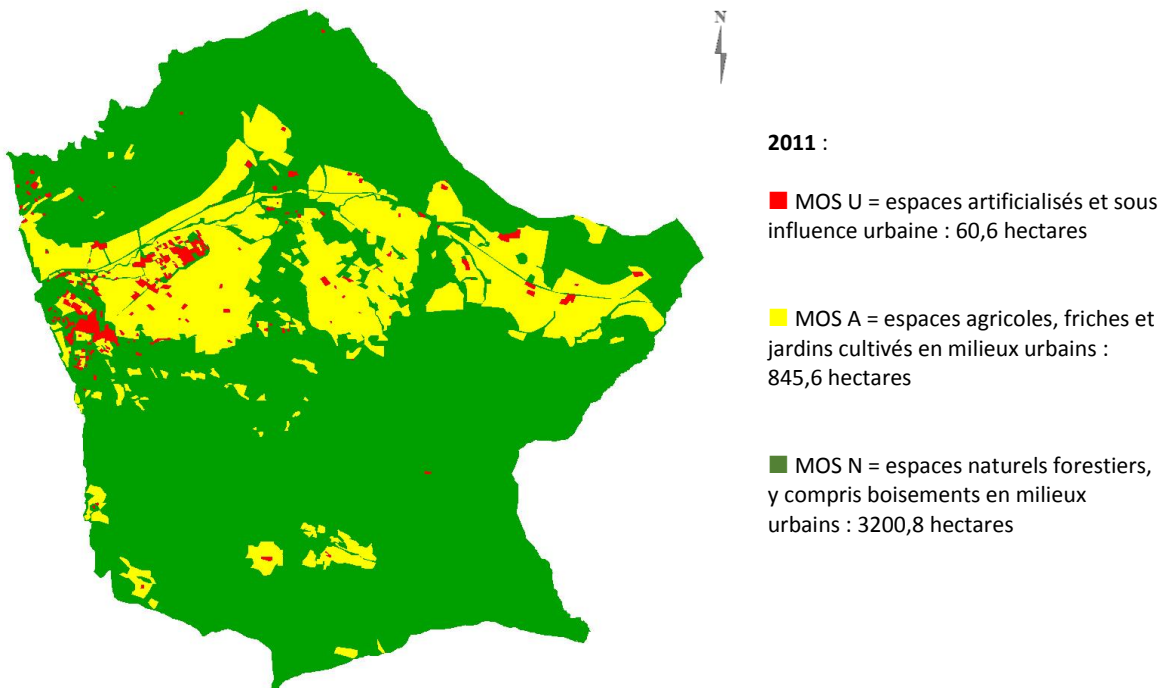 N
2011 :
MOS U = espaces artificialisés et sous
influence urbaine : 60,6 hectares
MOS A = espaces agricoles, friches et
jardins cultivés en milieux urbains :
845,6 hectares
MOS N = espaces naturels forestiers,
y compris boisements en milieux
urbains : 3200,8 hectares